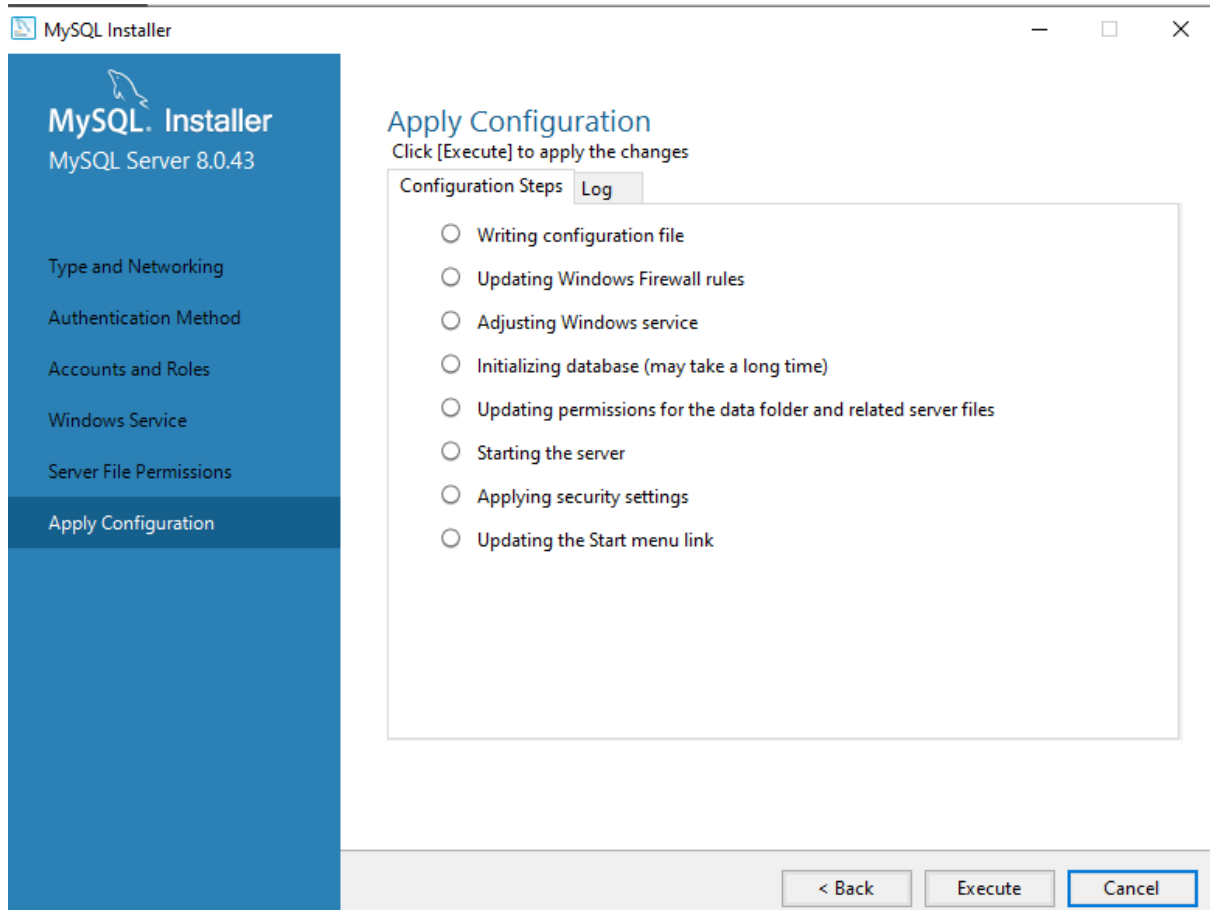 MySQL Installer
MySQL. Installer
MySQL Server 8.0.43
Type and Networking
Authentication Method
Accounts and Roles
Windows Service
Server File Permissions
Apply Configuration
Apply Configuration
Click [Execute] to apply the changes
Configuration Steps Log
Writing configuration file
Updating Windows Firewall rules
Adjusting Windows service
Initializing database (may take a long time)
Updating permissions for the data folder and related server files
Starting the server
Applying security settings
Updating the Start menu link
< Back Execute Cancel